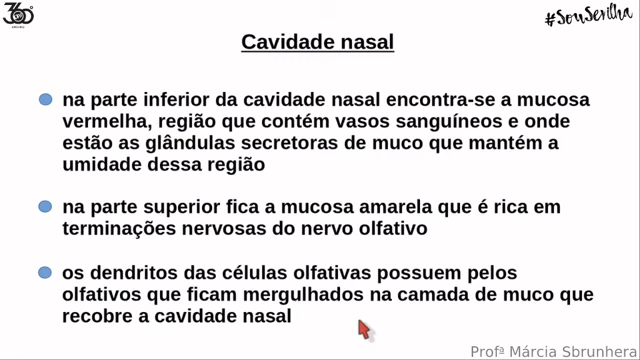 360°
#SouSerilha
Cavidade nasal
na parte inferior da cavidade nasal encontra-se a mucosa
vermelha, região que contém vasos sanguíneos e onde
estão as glândulas secretoras de muco que mantém a
umidade dessa região
na parte superior fica a mucosa amarela que é rica em
terminações nervosas do nervo olfativo
os dendritos das células olfativas possuem pelos
olfativos que ficam mergulhados na camada de muco que
recobre a cavidade nasal
Profª Márcia Sbrunhera